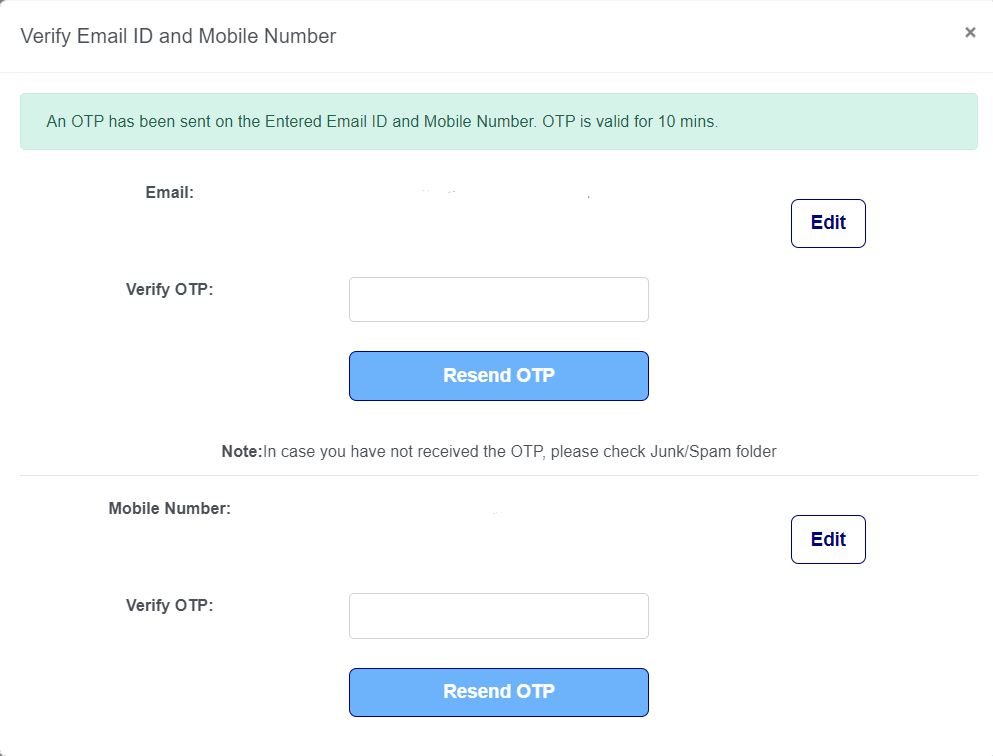 Verify Email ID and Mobile Number
×
An OTP has been sent on the Entered Email ID and Mobile Number. OTP is valid for 10 mins.
Email:
Edit
Verify OTP:
Resend OTP
Note:In case you have not received the OTP, please check Junk/Spam folder
Mobile Number:
Edit
Verify OTP:
Resend OTP